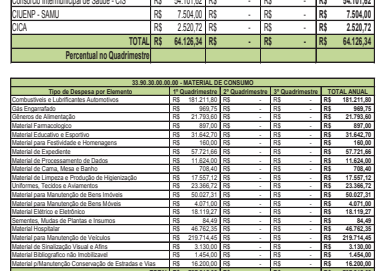 Consórcio Intermunicipal de Saúde - CIS R$ 54.101,62 R$ - R$ - R$ 54.101,62
CIUENP - SAMU R$ 7.504,00 R$ - R$ - R$ 7.504,00
CICA R$ 2.520,72 R$ - R$ - R$ 2.520,72
TOTAL R$ 64.126,34 R$ - R$ - R$ 64.126,34
Percentual no Quadrimestre
33.90.30.00.00.00 - MATERIAL DE CONSUMO
Tipo de Despesa por Elemento 1º Quadrimestre 2º Quadrimestre 3º Quadrimestre TOTAL ANUAL
Combustíveis e Lubrificantes Automotivos R$ 181.211,80 R$ - R$ - R$ 181.211,80
Gás Engarrafado R$ 969,75 R$ - R$ - R$ 969,75
Gêneros de Alimentação R$ 21.793,60 R$ - R$ - R$ 21.793,60
Material Farmacologico R$ 897,00 R$ - R$ - R$ 897,00
Material Educativo e Esportivo R$ 31.642,70 R$ - R$ - R$ 31.642,70
Material para Festividade e Homenagens R$ 160,00 R$ - R$ - R$ 160,00
Material de Expediente R$ 57.721,66 R$ - R$ - R$ 57.721,66
Material de Processamento de Dados R$ 11.624,00 R$ - R$ - R$ 11.624,00
Material de Cama, Mesa e Banho R$ 708,40 R$ - R$ - R$ 708,40
Material de Limpeza e Produção de Higienização R$ 17.557,12 R$ - R$ - R$ 17.557,12
Uniformes, Tecidos e Aviamentos R$ 23.366,72 R$ - R$ - R$ 23.366,72
Material para Manutenção de Bens Imóveis R$ 50.027,31 R$ - R$ - R$ 50.027,31
Material para Manutenção de Bens Móveis R$ 4.071,00 R$ - R$ - R$ 4.071,00
Material Elétrico e Eletrônico R$ 18.119,27 R$ - R$ - R$ 18.119,27
Sementes, Mudas de Plantas e Insumos R$ 84,49 R$ - R$ - R$ 84,49
Material Hospitalar R$ 46.762,35 R$ - R$ - R$ 46.762,35
Material para Manutenção de Veículos R$ 219.714,45 R$ - R$ - R$ 219.714,45
Material de Sinalização Visual e Afins R$ 3.130,00 R$ - R$ - R$ 3.130,00
Material Bibliografico não Imobilizavel R$ 1.454,00 R$ - R$ - R$ 1.454,00
Material p/Manutenção Conservação de Estradas e Vias R$ 16.200,00 R$ - R$ - R$ 16.200,00